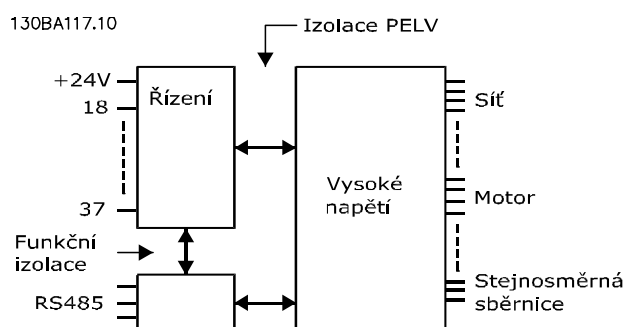 130BA117.10
Izolace PELV
+24V
18
37
Řízení
Vysoké
napětí
Síť
Motor
Stejnosměrná
sběrnice
Funkční
izolace
RS485